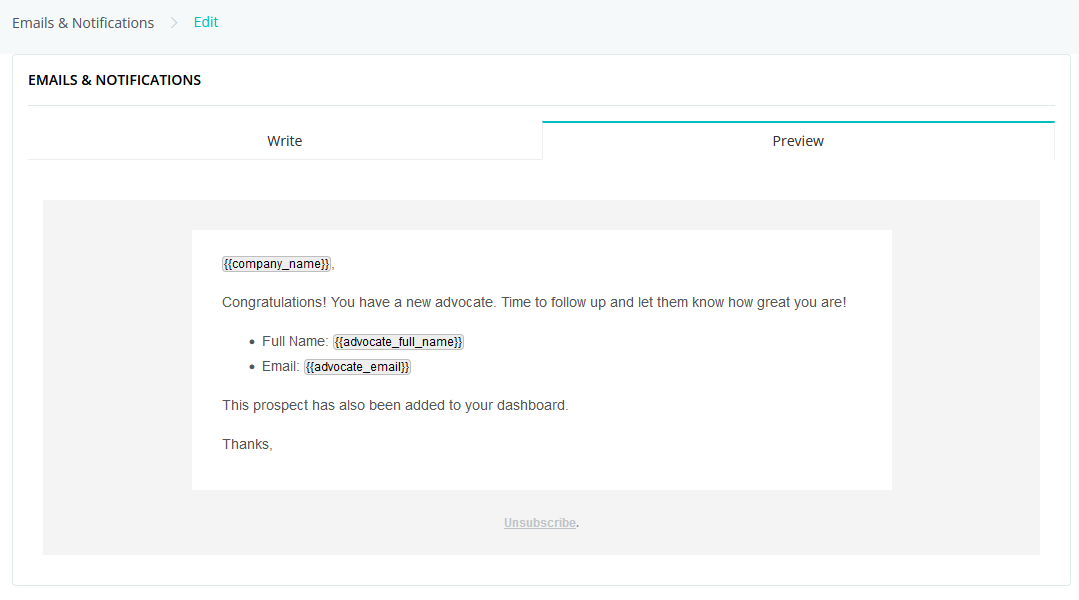 Emails & Notifications > Edit
EMAILS & NOTIFICATIONS
Write Preview
{{company_name}},
Congratulations! You have a new advocate. Time to follow up and let them know how great you are!
• Full Name: {{advocate_full_name}}
• Email: {{advocate_email}}
This prospect has also been added to your dashboard.
Thanks,
Unsubscribe.